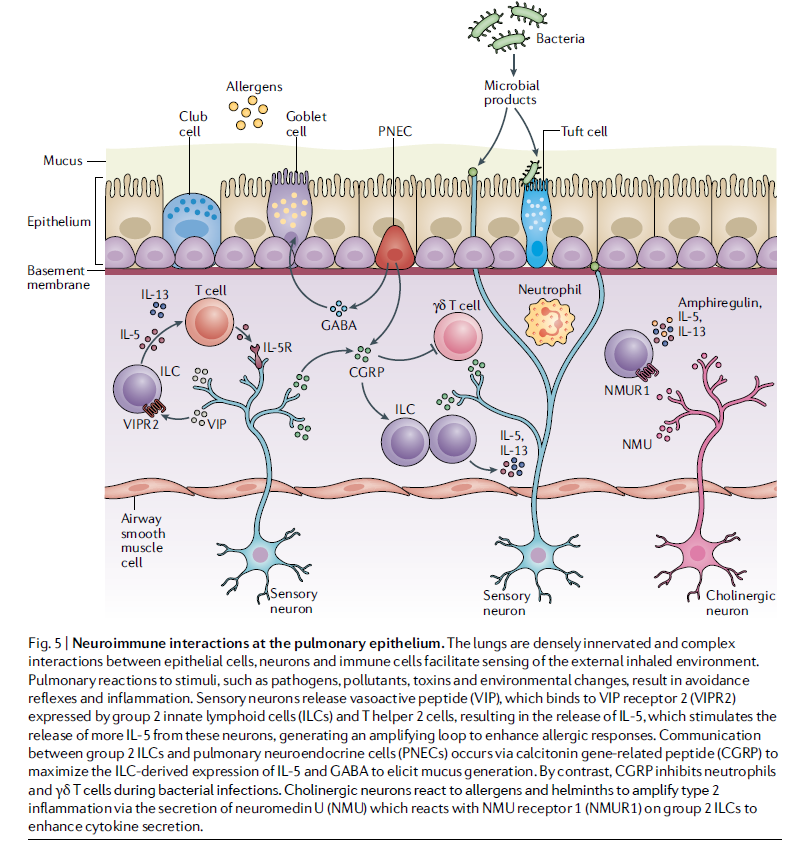 Bacteria
Allergens
Microbial
products
Club
cell
Goblet
cell
PNEC
Tuft cell
Mucus
Epithelium
Basement
membrane
IL-13
T cell
GABA
γδ T cell
Neutrophil
Amphiregulin,
IL-5,
IL-13
IL-5
IL-5R
ILC
CGRP
NMUR1
VIPR2
VIP
ILC
IL-5,
IL-13
NMU
Airway
smooth
muscle
cell
Sensory
neuron
Sensory
neuron
Cholinergic
neuron
Fig. 5 | Neuroimmune interactions at the pulmonary epithelium. The lungs are densely innervated and complex
interactions between epithelial cells, neurons and immune cells facilitate sensing of the external inhaled environment.
Pulmonary reactions to stimuli, such as pathogens, pollutants, toxins and environmental changes, result in avoidance
reflexes and inflammation. Sensory neurons release vasoactive peptide (VIP), which binds to VIP receptor 2 (VIPR2)
expressed by group 2 innate lymphoid cells (ILCs) and T helper 2 cells, resulting in the release of IL-5, which stimulates the
release of more IL-5 from these neurons, generating an amplifying loop to enhance allergic responses. Communication
between group 2 ILCs and pulmonary neuroendocrine cells (PNECs) occurs via calcitonin gene-related peptide (CGRP) to
maximize the ILC-derived expression of IL-5 and GABA to elicit mucus generation. By contrast, CGRP inhibits neutrophils
and γδ T cells during bacterial infections. Cholinergic neurons react to allergens and helminths to amplify type 2
inflammation via the secretion of neuromedin U (NMU) which reacts with NMU receptor 1 (NMUR1) on group 2 ILCs to
enhance cytokine secretion.